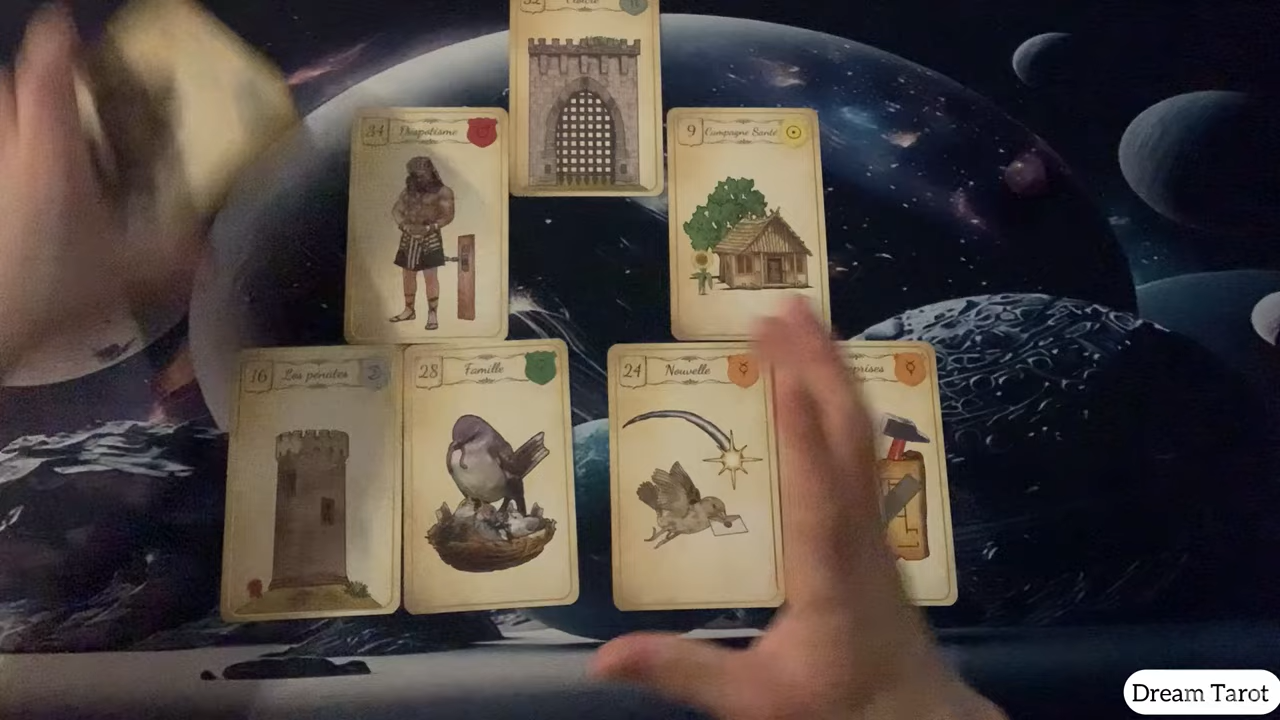 34 Despotisme
9 Campagne Santé
16 Les pénates
28 Famille
24 Nouvelle
Dream Tarot